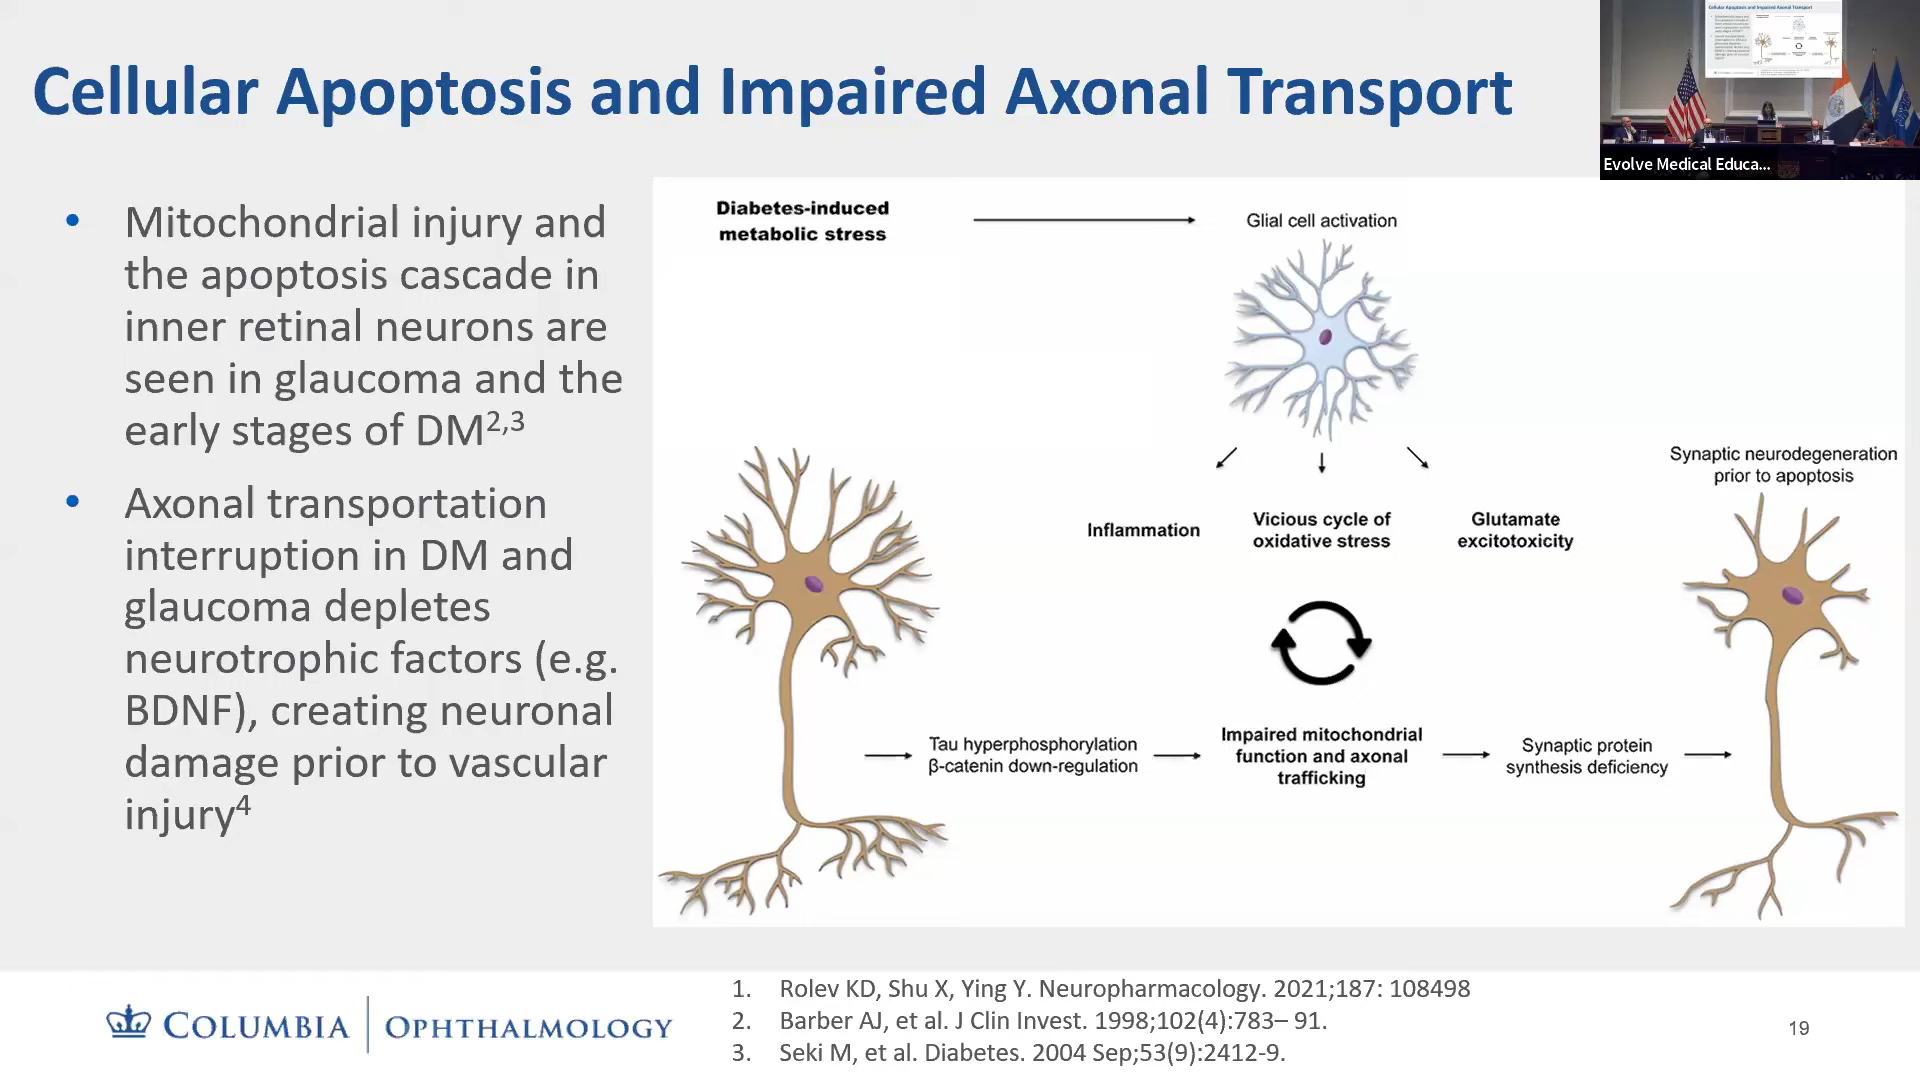 Cellular Apoptosis and Impaired Axonal Transport
Evolve Medical Educa...
• Mitochondrial injury and
the apoptosis cascade in
inner retinal neurons are
seen in glaucoma and the
early stages of DM2,3
• Axonal transportation
interruption in DM and
glaucoma depletes
neurotrophic factors (e.g.
BDNF), creating neuronal
damage prior to vascular
injury4
Diabetes-induced
metabolic stress
Glial cell activation
Inflammation
Vicious cycle of
oxidative stress
Glutamate
excitotoxicity
Synaptic neurodegeneration
prior to apoptosis
Tau hyperphosphorylation
β-catenin down-regulation
Impaired mitochondrial
function and axonal
trafficking
Synaptic protein
synthesis deficiency
COLUMBIA | OPHTHALMOLOGY
1. Rolev KD, Shu X, Ying Y. Neuropharmacology. 2021;187: 108498
2. Barber AJ, et al. J Clin Invest. 1998;102(4):783– 91.
3. Seki M, et al. Diabetes. 2004 Sep;53(9):2412-9.
19
Cellular Apoptosis and Impaired Axonal Transport